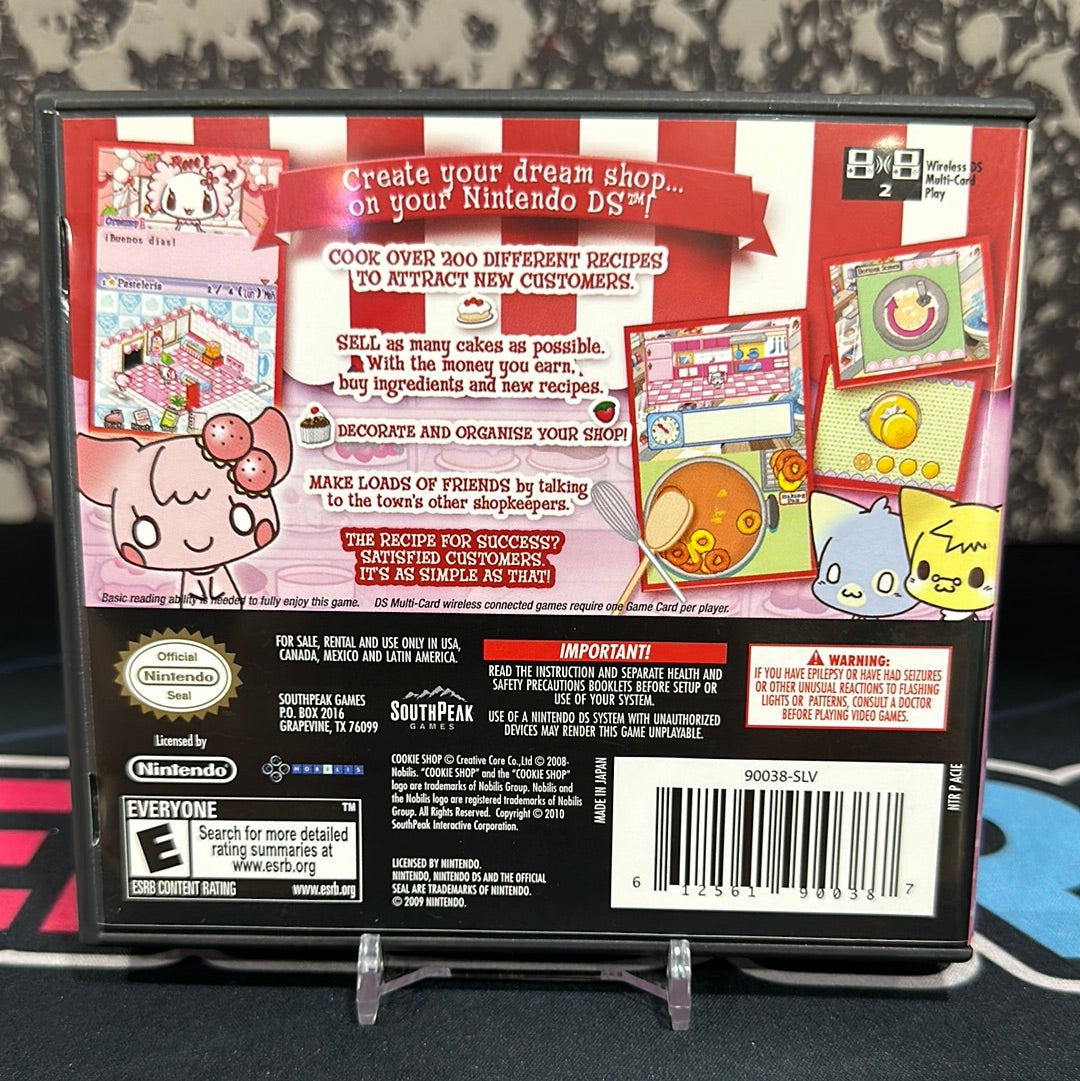 Create your dream shop...
on your Nintendo DS™!
Wireless DS
Multi-Card
Play
2
Creamy
¡Buenos días!
1 Pastelería
COOK OVER 200 DIFFERENT RECIPES
TO ATTRACT NEW CUSTOMERS.
SELL as many cakes as possible.
With the money you earn,
buy ingredients and new recipes.
DECORATE AND ORGANISE YOUR SHOP!
MAKE LOADS OF FRIENDS by talking
to the town's other shopkeepers.
THE RECIPE FOR SUCCESS?
SATISFIED CUSTOMERS.
IT'S AS SIMPLE AS THAT!
Basic reading ability is needed to fully enjoy this game. DS Multi-Card wireless connected games require one Game Card per player.
Official
Nintendo
Seal
Licensed by
Nintendo
FOR SALE, RENTAL AND USE ONLY IN USA,
CANADA, MEXICO AND LATIN AMERICA.
SOUTHPEAK GAMES
P.O. BOX 2016
GRAPEVINE, TX 76099
SOUTHPEAK
GAMES
IMPORTANT!
READ THE INSTRUCTION AND SEPARATE HEALTH AND
SAFETY PRECAUTIONS BOOKLETS BEFORE SETUP OR
USE OF YOUR SYSTEM.
USE OF A NINTENDO DS SYSTEM WITH UNAUTHORIZED
DEVICES MAY RENDER THIS GAME UNPLAYABLE.
WARNING:
IF YOU HAVE EPILEPSY OR HAVE HAD SEIZURES
OR OTHER UNUSUAL REACTIONS TO FLASHING
LIGHTS OR PATTERNS, CONSULT A DOCTOR
BEFORE PLAYING VIDEO GAMES.
NOBILIS
COOKIE SHOP © Creative Core Co.,Ltd © 2008-
Nobilis. "COOKIE SHOP" and the "COOKIE SHOP"
logo are trademarks of Nobilis Group. Nobilis and
the Nobilis logo are registered trademarks of Nobilis
Group. All Rights Reserved. Copyright © 2010
SouthPeak Interactive Corporation.
LICENSED BY NINTENDO.
NINTENDO, NINTENDO DS AND THE OFFICIAL
SEAL ARE TRADEMARKS OF NINTENDO.
© 2009 NINTENDO.
EVERYONE ™
E
Search for more detailed
rating summaries at
www.esrb.org
ESRB CONTENT RATING www.esrb.org
MADE IN JAPAN
90038-SLV
6 12561 90038 7
NTR P ACIE